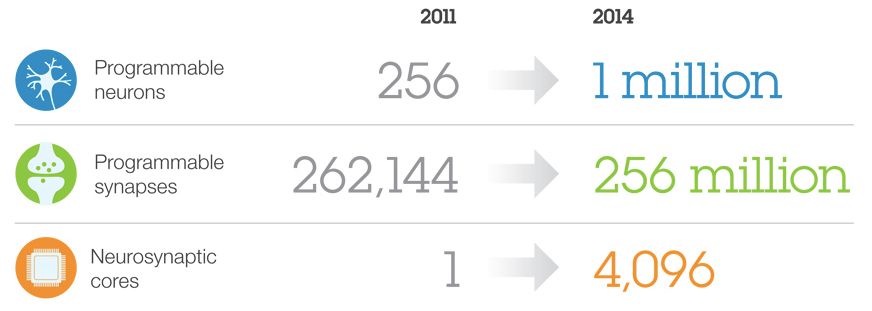 2011 2014
Programmable
neurons
256
1 million
Programmable
synapses
262,144
256 million
Neurosynaptic
cores
1
4,096